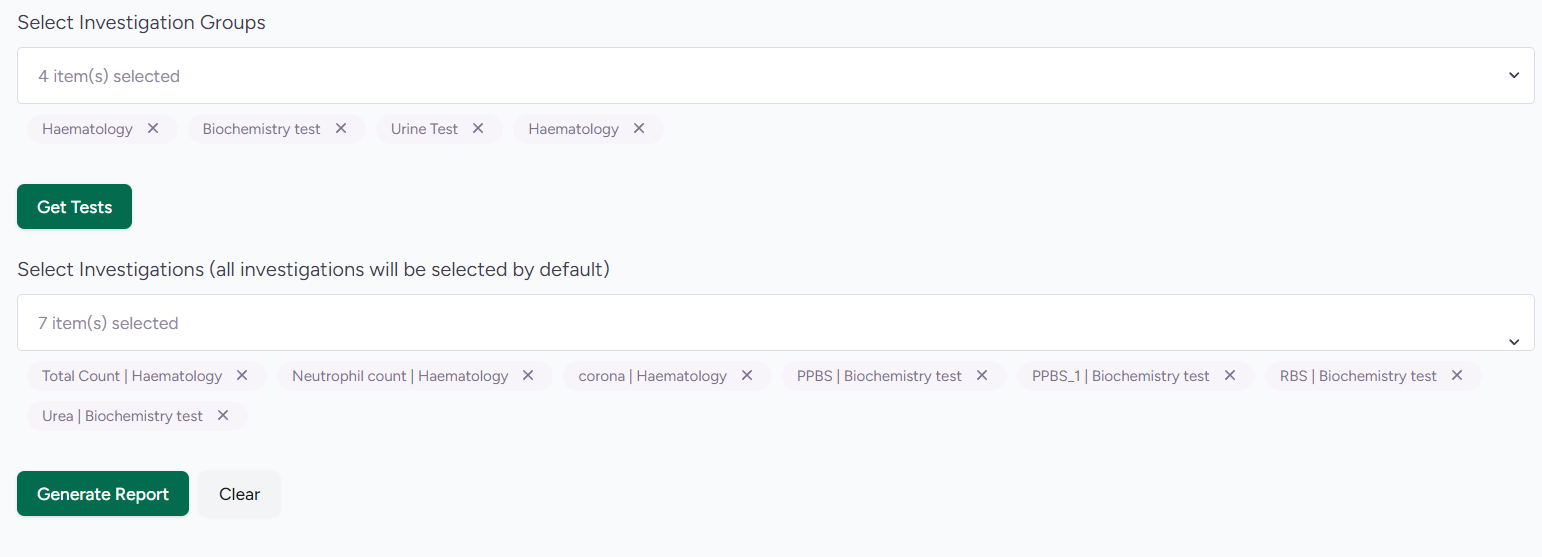 Select Investigation Groups
4 item(s) selected
Haematology ✕ Biochemistry test ✕ Urine Test ✕ Haematology ✕
Get Tests
Select Investigations (all investigations will be selected by default)
7 item(s) selected
Total Count | Haematology ✕ Neutrophil count | Haematology ✕ corona | Haematology ✕ PPBS | Biochemistry test ✕ PPBS_1 | Biochemistry test ✕ RBS | Biochemistry test ✕
Urea | Biochemistry test ✕
Generate Report Clear